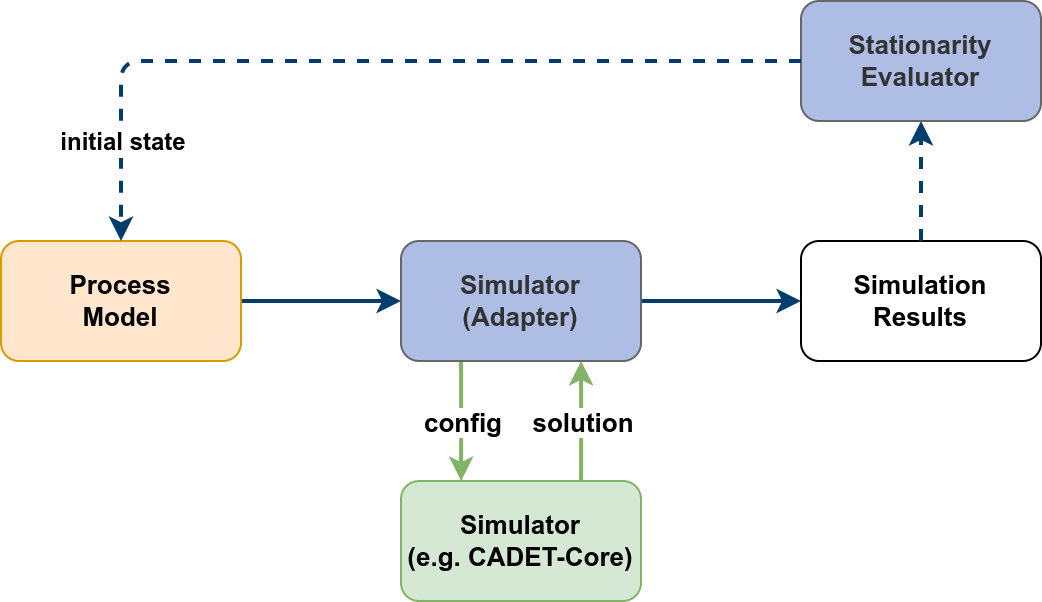 Stationarity
Evaluator
initial state
Process
Model
Simulator
(Adapter)
Simulation
Results
config
solution
Simulator
(e.g. CADET-Core)